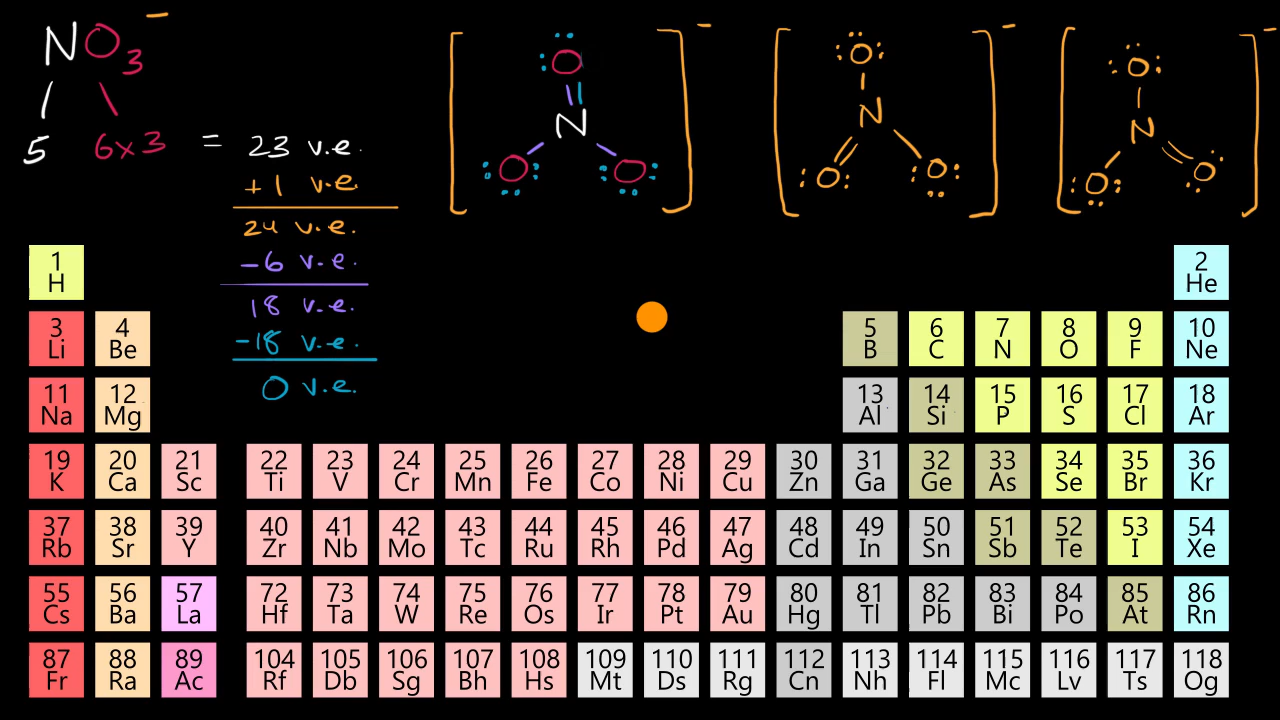 NO3−
5 6x3 = 23 v.e.
+1 v.e.
24 v.e.
−6 v.e.
18 v.e.
−18 v.e.
0 v.e.
[O N O O]−
[O N O O]−
[O N O O]−
1 2
H He
3 4 5 6 7 8 9 10
Li Be B C N O F Ne
11 12 13 14 15 16 17 18
Na Mg Al Si P S Cl Ar
19 20 21 22 23 24 25 26 27 28 29 30 31 32 33 34 35 36
K Ca Sc Ti V Cr Mn Fe Co Ni Cu Zn Ga Ge As Se Br Kr
37 38 39 40 41 42 43 44 45 46 47 48 49 50 51 52 53 54
Rb Sr Y Zr Nb Mo Tc Ru Rh Pd Ag Cd In Sn Sb Te I Xe
55 56 57 72 73 74 75 76 77 78 79 80 81 82 83 84 85 86
Cs Ba La Hf Ta W Re Os Ir Pt Au Hg Tl Pb Bi Po At Rn
87 88 89 104 105 106 107 108 109 110 111 112 113 114 115 116 117 118
Fr Ra Ac Rf Db Sg Bh Hs Mt Ds Rg Cn Nh Fl Mc Lv Ts Og